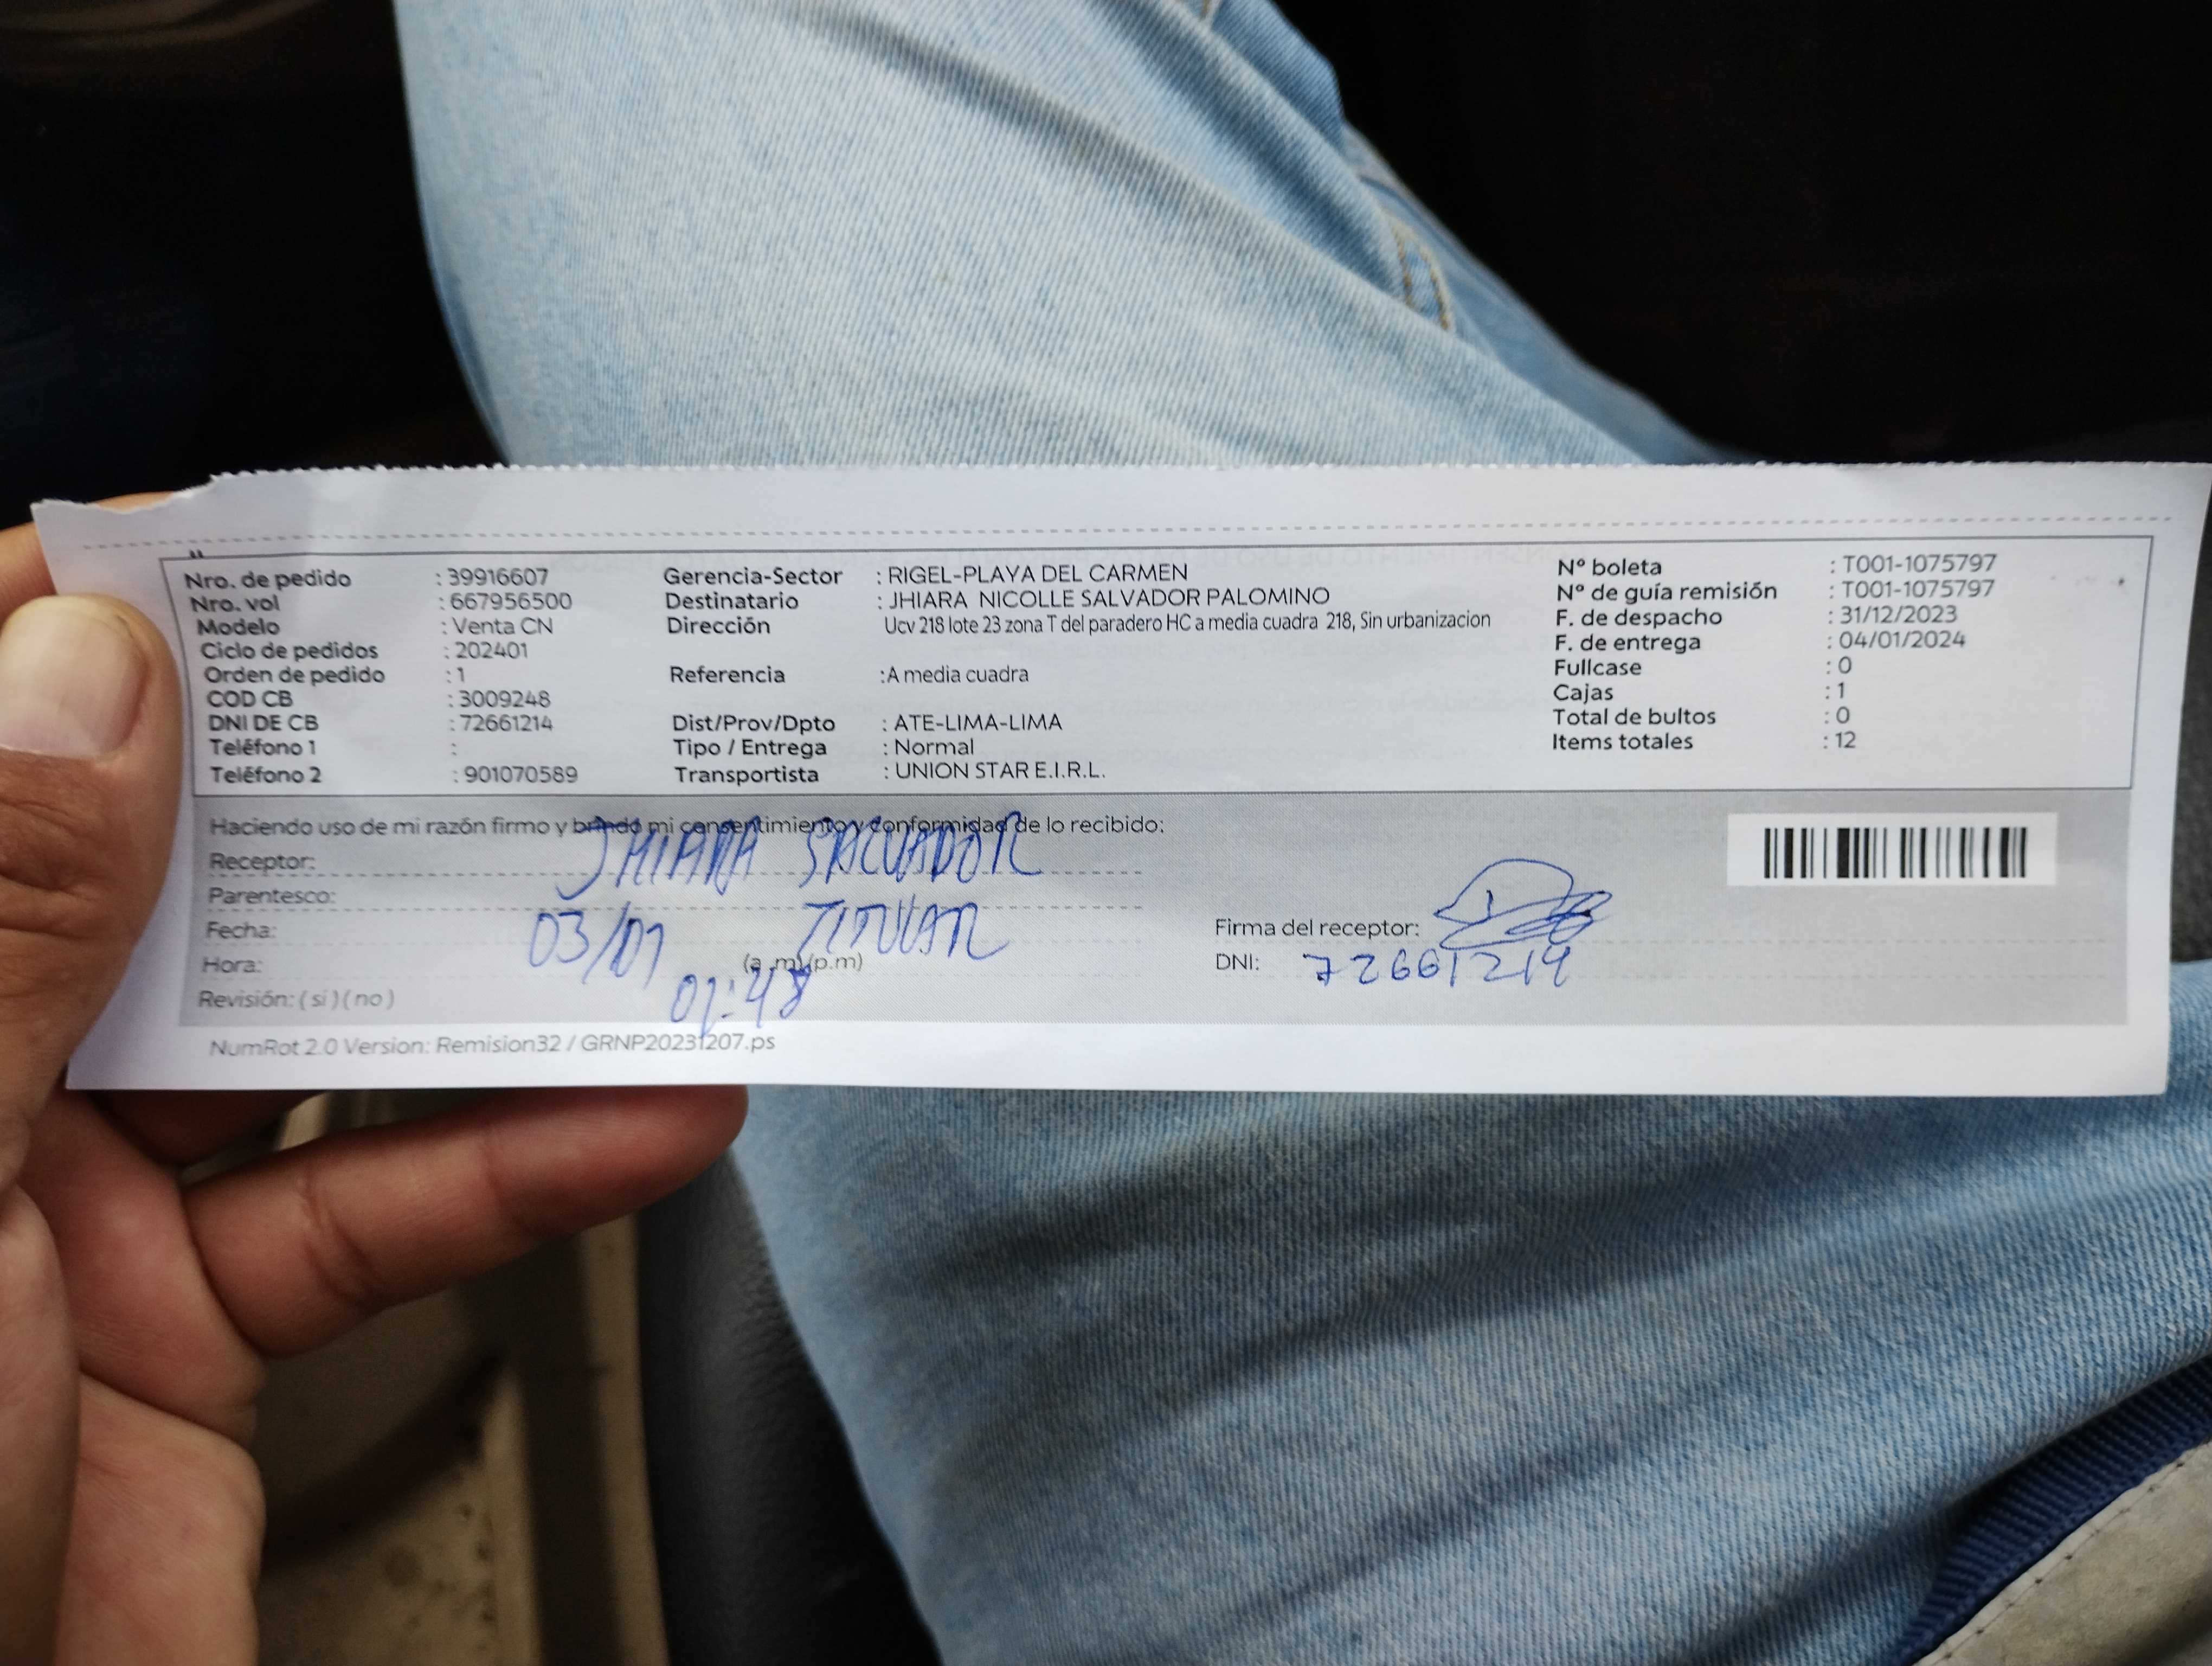 Nro. de pedido : 39916607 Gerencia-Sector : RIGEL-PLAYA DEL CARMEN Nº boleta : T001-1075797
Nro. vol : 667956500 Destinatario : JHIARA NICOLLE SALVADOR PALOMINO Nº de guía remisión : T001-1075797
Modelo : Venta CN Dirección Ucv 218 lote 23 zona T del paradero HC a media cuadra 218, Sin urbanizacion F. de despacho : 31/12/2023
Ciclo de pedidos : 202401 F. de entrega : 04/01/2024
Orden de pedido : 1 Referencia :A media cuadra Fullcase : 0
COD CB : 3009248 Cajas : 1
DNI DE CB : 72661214 Dist/Prov/Dpto : ATE-LIMA-LIMA Total de bultos : 0
Teléfono 1 : Tipo / Entrega : Normal Items totales : 12
Teléfono 2 : 901070589 Transportista : UNION STAR E.I.R.L.
Haciendo uso de mi razón firmo y brindo mi consentimiento y conformidad de lo recibido:
Receptor: JHIARA SALVADOR
Parentesco: TITULAR
Fecha: 03/01 Firma del receptor:
Hora: (a.m) (p.m) DNI: 72661214
Revisión: ( si ) ( no )
NumRot 2.0 Version: Remision32 / GRNP20231207.ps